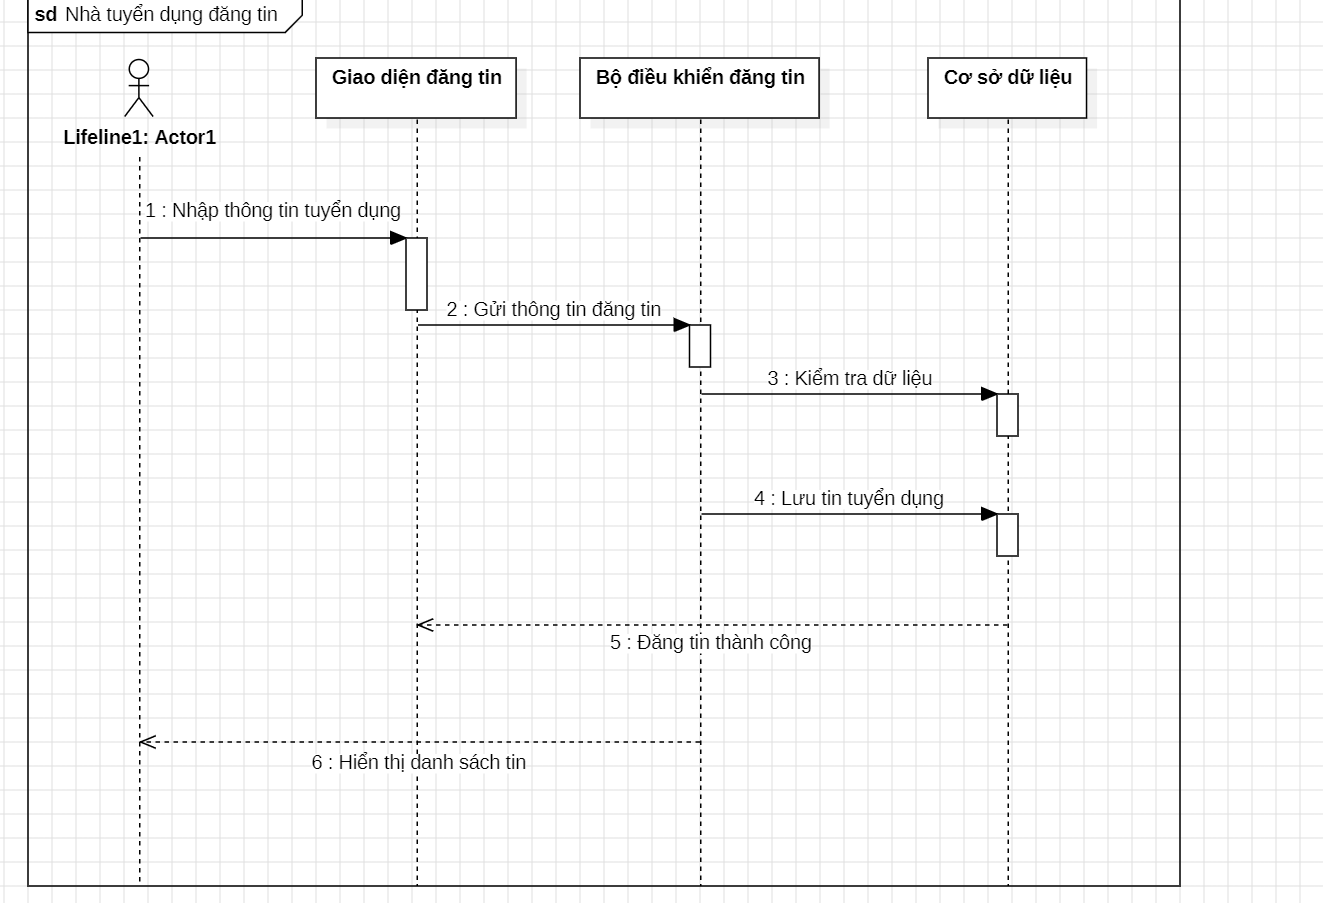 sd Nhà tuyển dụng đăng tin
Giao diện đăng tin
Bộ điều khiển đăng tin
Cơ sở dữ liệu
Lifeline1: Actor1
1 : Nhập thông tin tuyển dụng
2 : Gửi thông tin đăng tin
3 : Kiểm tra dữ liệu
4 : Lưu tin tuyển dụng
5 : Đăng tin thành công
6 : Hiển thị danh sách tin